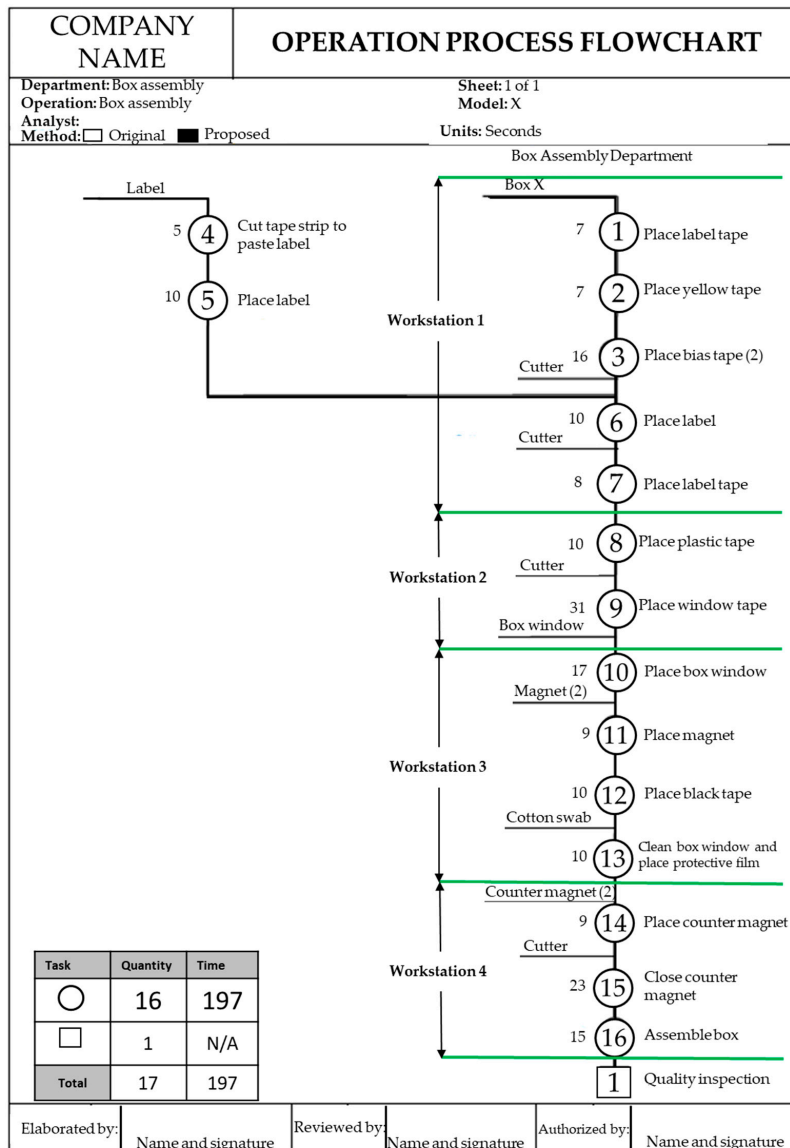 COMPANY
NAME
OPERATION PROCESS FLOWCHART
Department: Box assembly
Operation: Box assembly
Analyst:
Method: Original Proposed
Sheet: 1 of 1
Model: X
Units: Seconds
Box Assembly Department
Label
5 4 Cut tape strip to
paste label
10 5 Place label
Box X
Workstation 1
7 1 Place label tape
7 2 Place yellow tape
16 3 Place bias tape (2)
Cutter
10 6 Place label
Cutter
8 7 Place label tape
Workstation 2
10 8 Place plastic tape
Cutter
31 9 Place window tape
Box window
Workstation 3
17 10 Place box window
Magnet (2)
9 11 Place magnet
10 12 Place black tape
Cotton swab
10 13 Clean box window and
place protective film
Workstation 4
Counter magnet (2)
9 14 Place counter magnet
Cutter
23 15 Close counter
magnet
15 16 Assemble box
1 Quality inspection
Task Quantity Time
16 197
1 N/A
Total 17 197
Elaborated by: Name and signature
Reviewed by: Name and signature
Authorized by: Name and signature